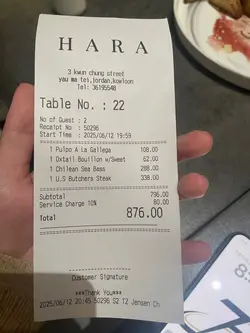 HARA
3 kwun chung street
yau ma tei,jordan,kowloon
Tel: 36195548
Table No. : 22
No of Guest : 2
Receipt No : 50296
Start : 2025/06/12 19:59
1 Pulpo A La Gallega 108.00
1 Oxtail Bouillon w/Sweet 62.00
1 Chilean Sea Bass 288.00
1 U.S Butchers Steak 338.00
Subtotal 796.00
Service Charge 10% 80.00
Total 876.00
Customer Signature
***Thank You***
2025/06/12 20:45 50296 S2 T2 Jensen Ch